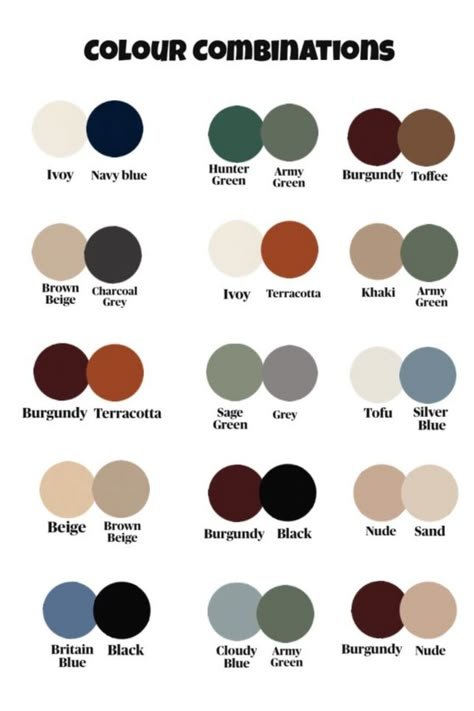 COLOUR COMBINATIONS
Ivoy Navy blue
Hunter Green Army Green
Burgundy Toffee
Brown Beige Charcoal Grey
Ivoy Terracotta
Khaki Army Green
Burgundy Terracotta
Sage Green Grey
Tofu Silver Blue
Beige Brown Beige
Burgundy Black
Nude Sand
Britain Blue Black
Cloudy Blue Army Green
Burgundy Nude